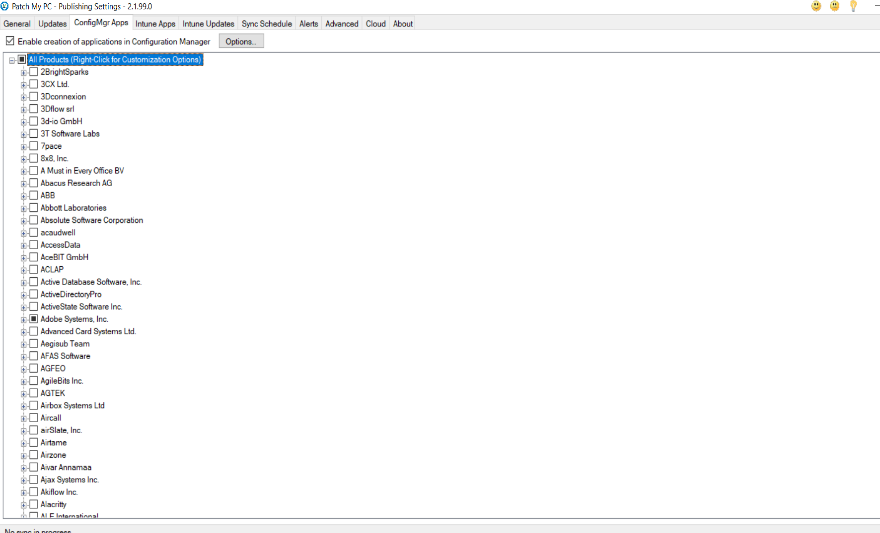 Patch My PC - Publishing Settings - 2.1.99.0
General Updates ConfigMgr Apps Intune Apps Intune Updates Sync Schedule Alerts Advanced Cloud About
Enable creation of applications in Configuration Manager Options..
All Products (Right-Click for Customization Options)
2BrightSparks
3CX Ltd.
3Dconnexion
3Dflow srl
3d-io GmbH
3T Software Labs
7pace
8x8, Inc.
A Must in Every Office BV
Abacus Research AG
ABB
Abbott Laboratories
Absolute Software Corporation
acaudwell
AccessData
AceBIT GmbH
ACLAP
Active Database Software, Inc.
ActiveDirectoryPro
ActiveState Software Inc.
Adobe Systems, Inc.
Advanced Card Systems Ltd.
Aegisub Team
AFAS Software
AGFEO
AgileBits Inc.
AGTEK
Airbox Systems Ltd
Aircall
airSlate, Inc.
Airtame
Airzone
Aivar Annamaa
Ajax Systems Inc.
Akiflow Inc.
Alacritty
ALE International
No sync in progress